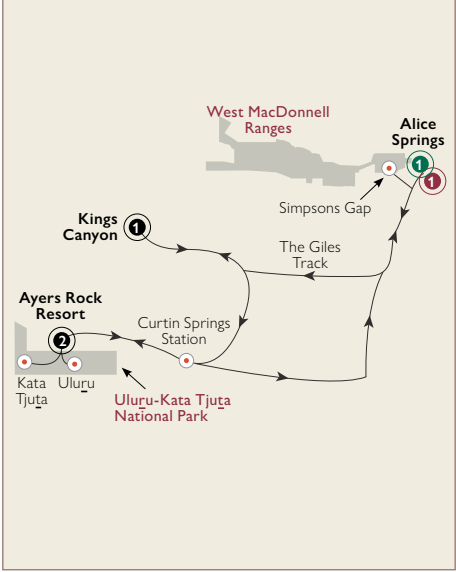 West MacDonnell
Ranges
Alice
Springs
1
1
Simpsons Gap
Kings
Canyon
1
The Giles
Track
Ayers Rock
Resort
2
Curtin Springs
Station
Kata
Tjuṯa
Uluṟu
Uluṟu-Kata Tjuṯa
National Park